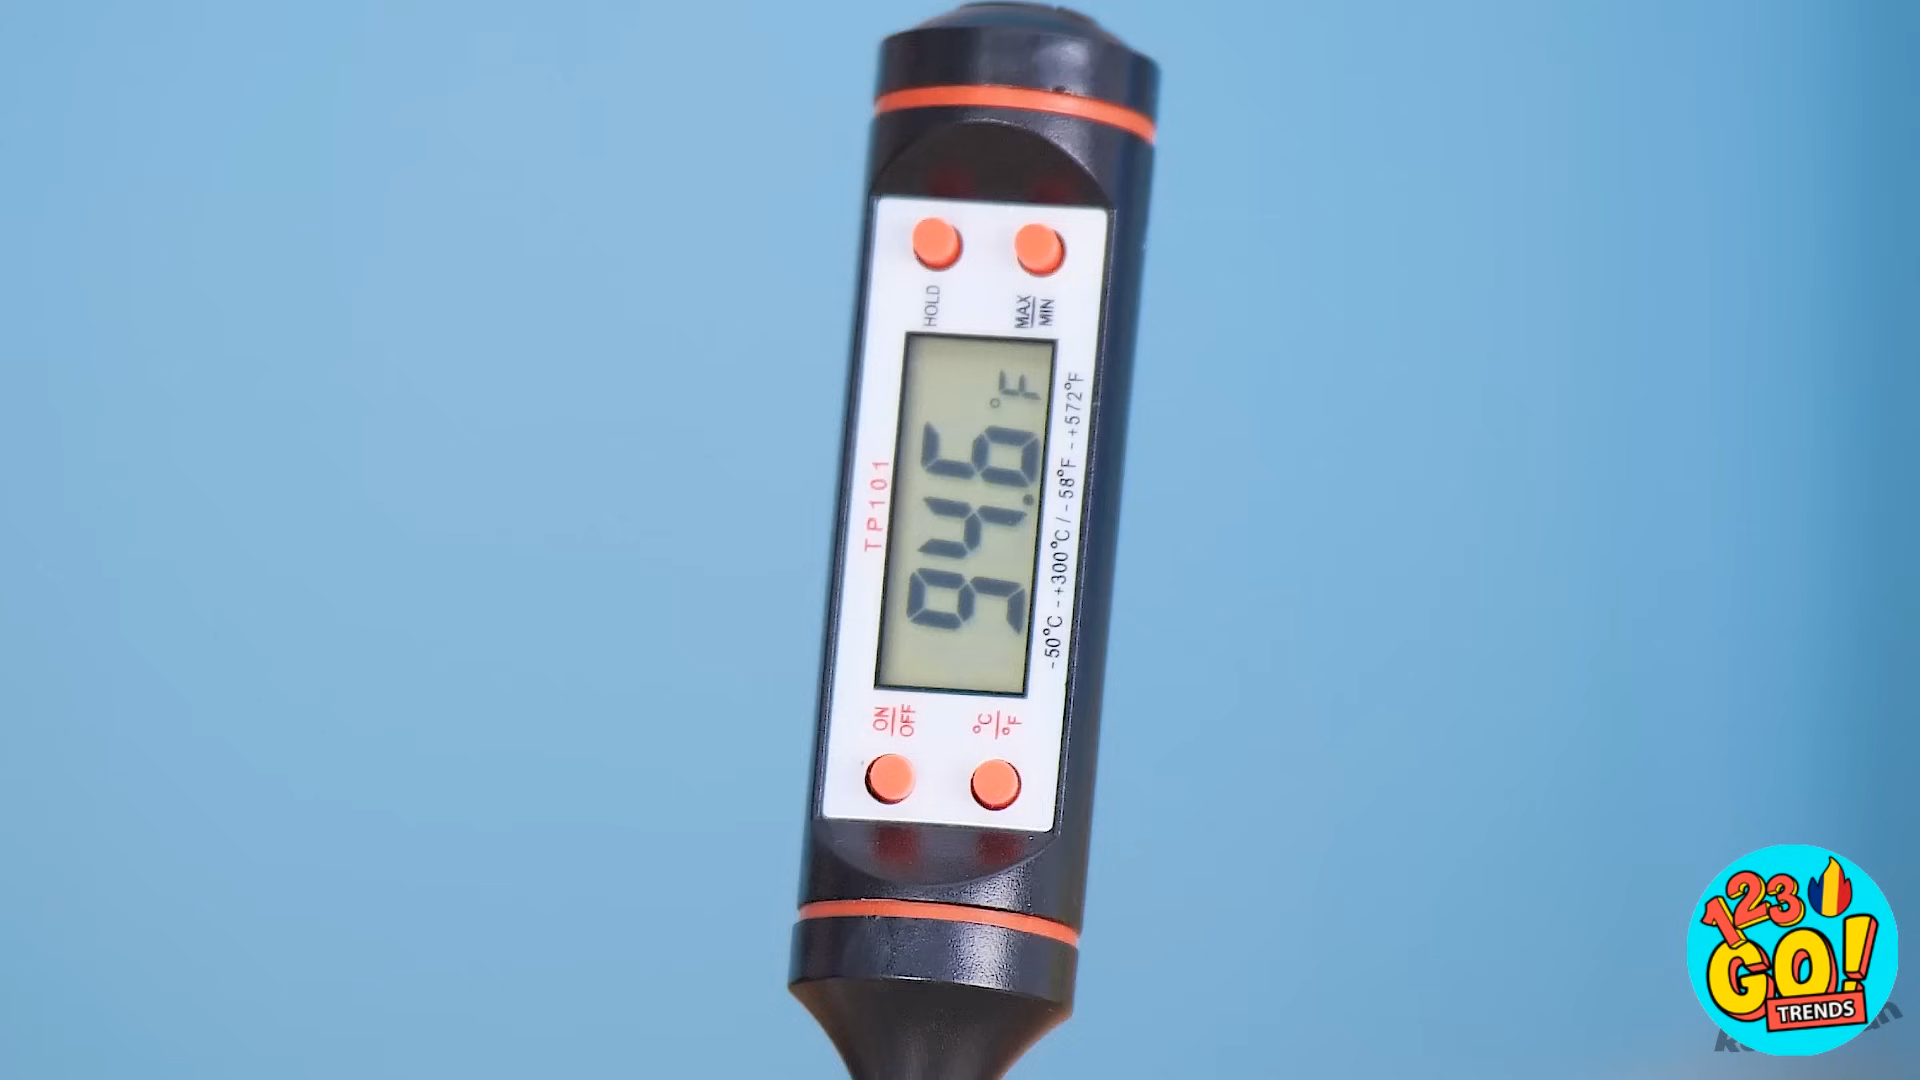 HOLD
MAX
MIN
TP101
94.6 °F
-50°C -+300°C / -58°F -+572°F
ON
OFF
°C
°F
123
GO!
TRENDS